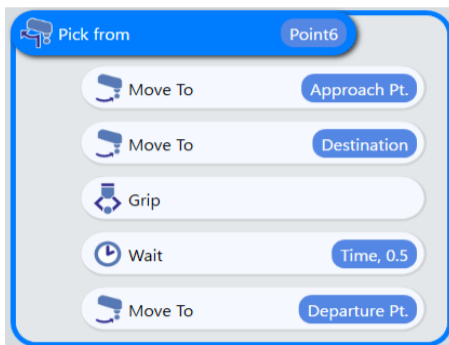 Pick from Point6
Move To Approach Pt.
Move To Destination
Grip
Wait Time, 0.5
Move To Departure Pt.